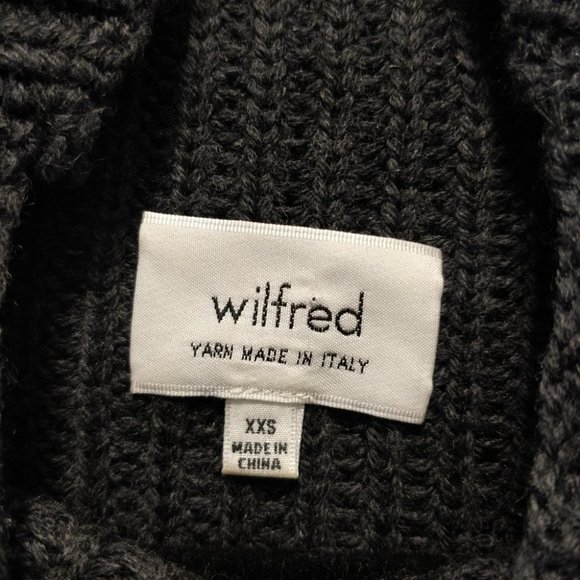 wilfred
YARN MADE IN ITALY
XXS
MADE IN
CHINA